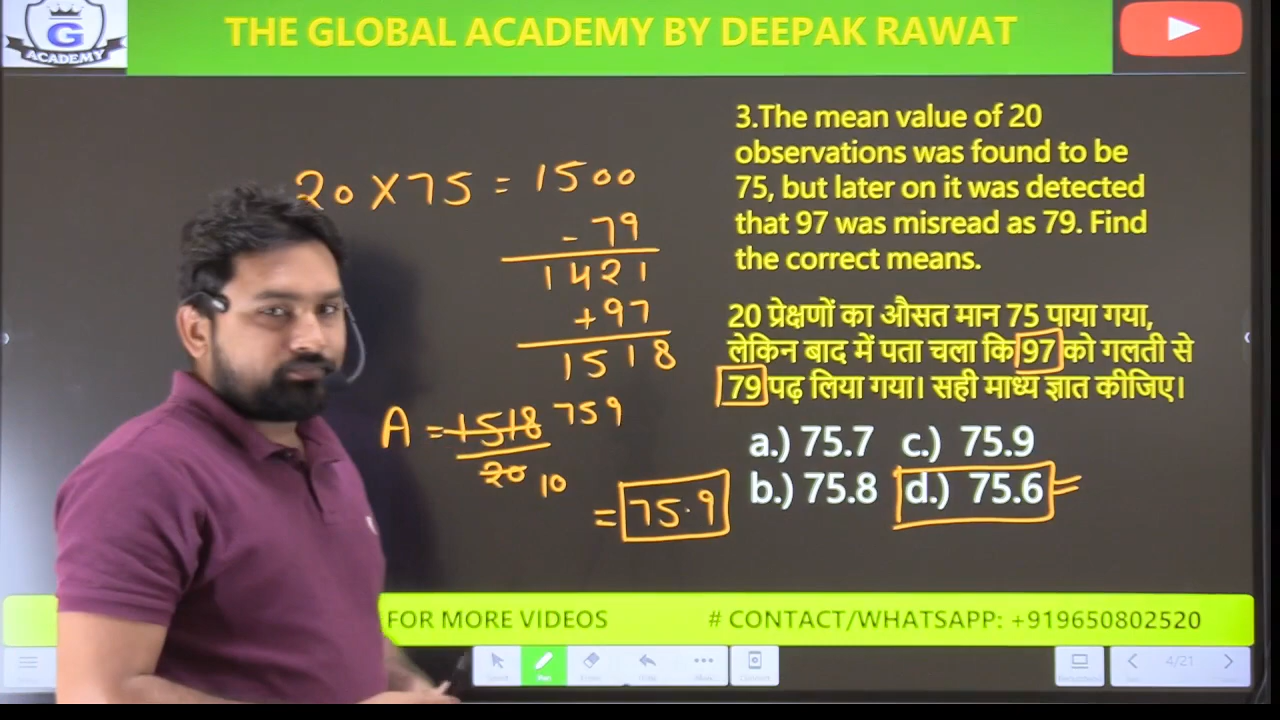 G
ACADEMY
THE GLOBAL ACADEMY BY DEEPAK RAWAT
3.The mean value of 20
observations was found to be
75, but later on it was detected
that 97 was misread as 79. Find
the correct means.
20 प्रेक्षणों का औसत मान 75 पाया गया,
लेकिन बाद में पता चला कि 97 को गलती से
79 पढ़ लिया गया। सही माध्य ज्ञात कीजिए।
a.) 75.7 c.) 75.9
b.) 75.8 d.) 75.6 =
20 X 75 = 1500
- 79
1421
+97
1518
A = 1518 759
20 10
= 75.9
FOR MORE VIDEOS # CONTACT/WHATSAPP: +919650802520
4/21